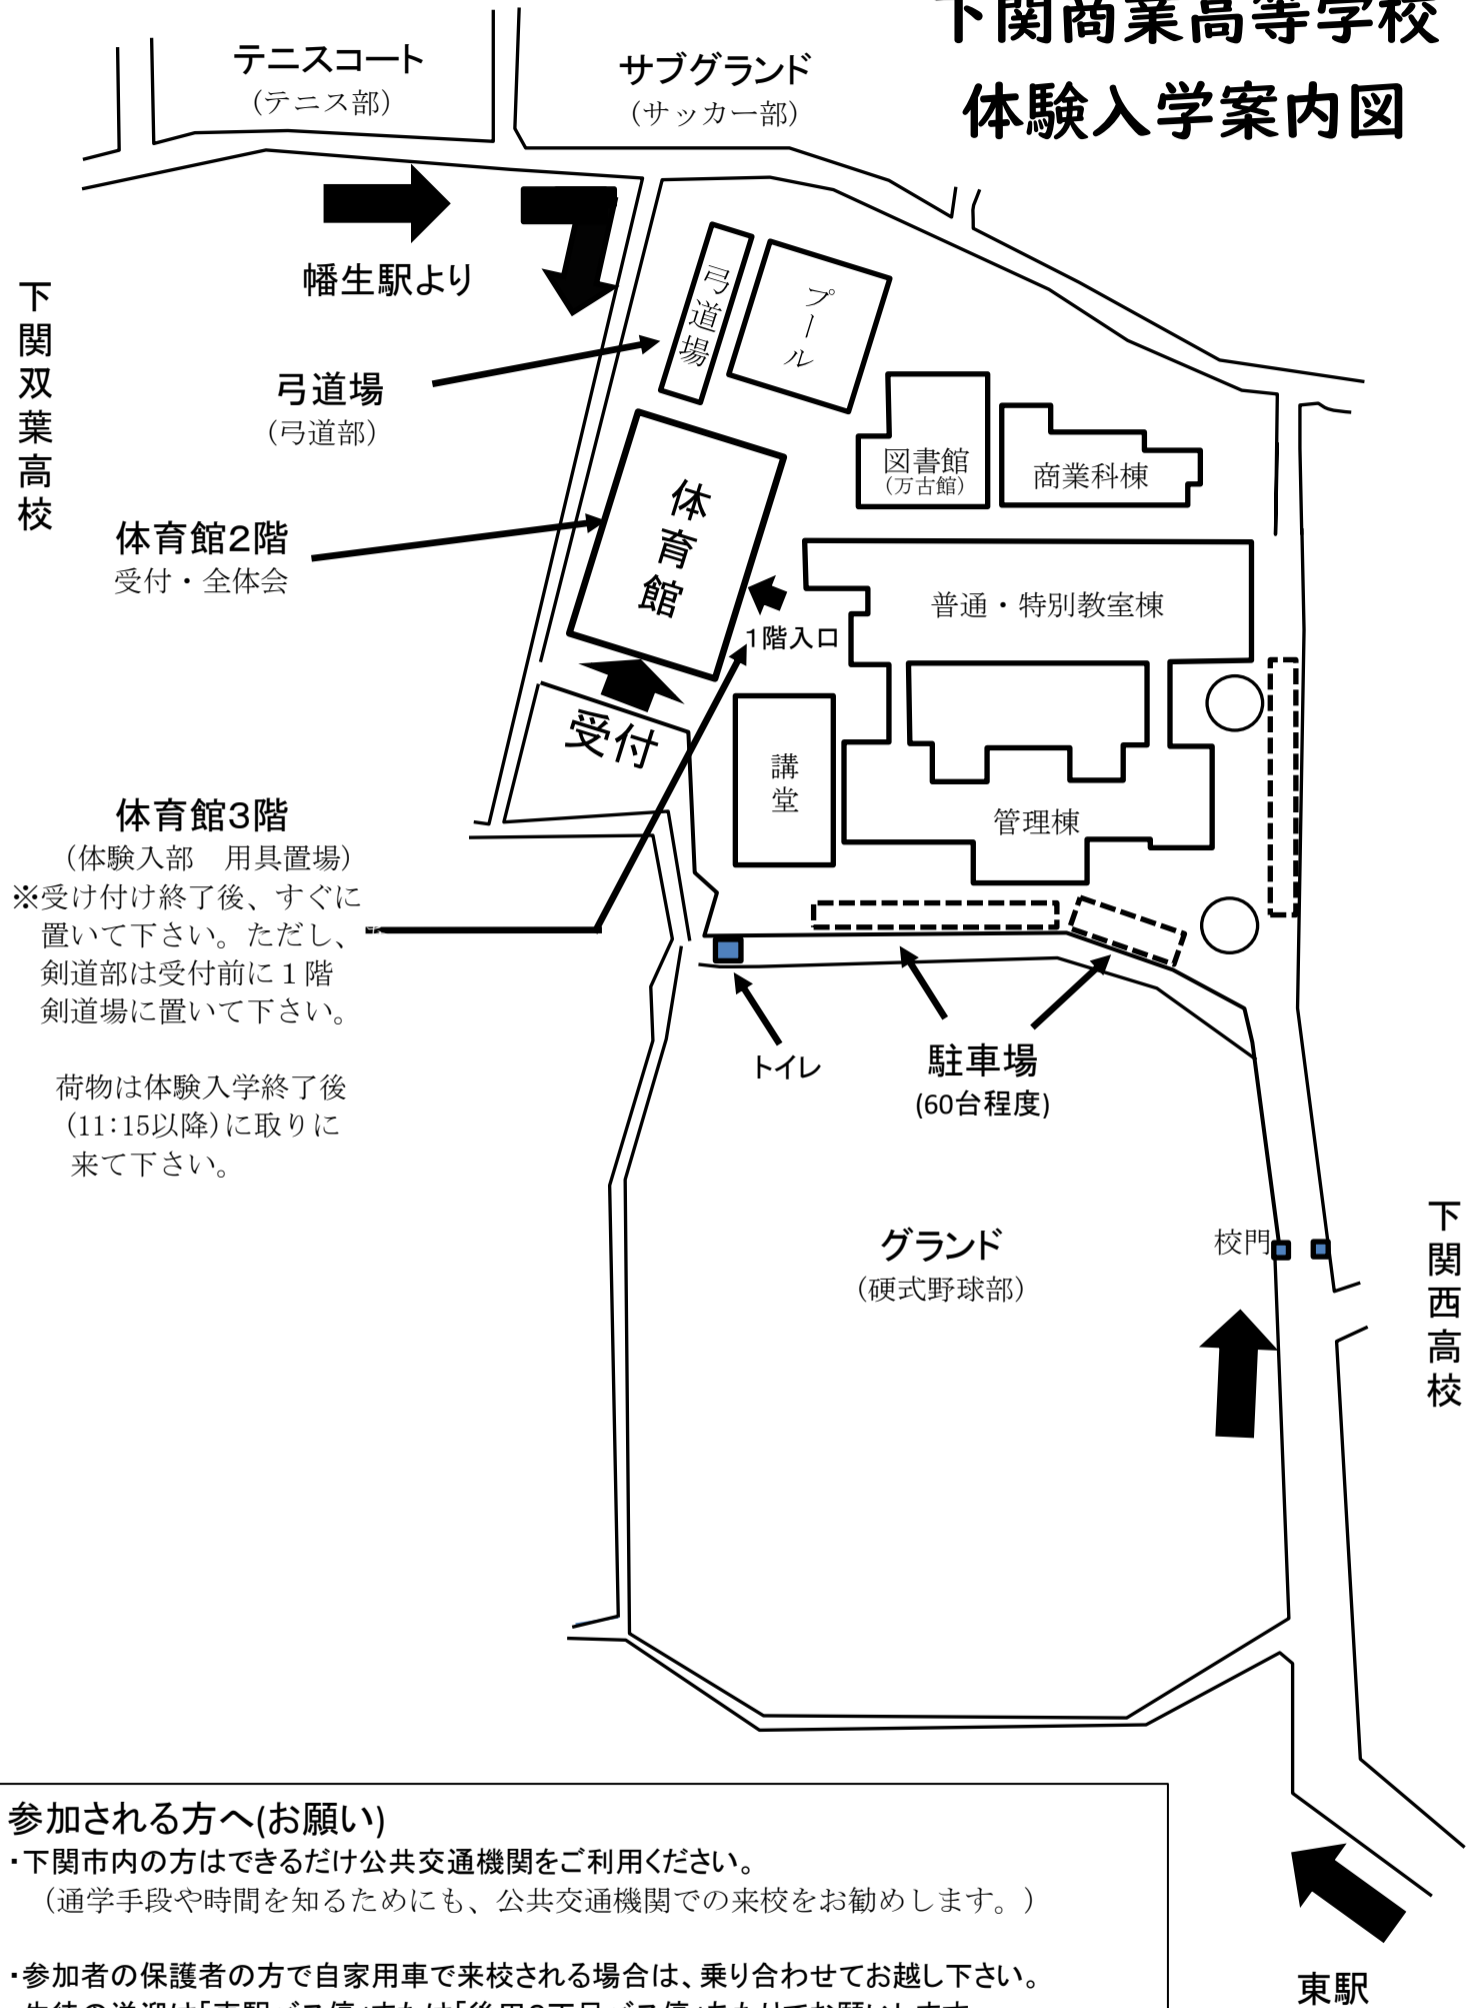 下関商業高等学校
体験入学案内図
テニスコート
(テニス部)
サブグランド
(サッカー部)
幡生駅より
下関双葉高校
弓道場
プール
弓道場
(弓道部)
図書館
(万古館)
商業科棟
体育館
体育館2階
受付・全体会
普通・特別教室棟
1階入口
受付
講堂
管理棟
体育館3階
(体験入部　用具置場)
※受け付け終了後、すぐに
置いて下さい。ただし、
剣道部は受付前に１階
剣道場に置いて下さい。
荷物は体験入学終了後
(11:15以降)に取りに
来て下さい。
トイレ
駐車場
(60台程度)
グランド
(硬式野球部)
校門
下関西高校
参加される方へ(お願い)
・下関市内の方はできるだけ公共交通機関をご利用ください。
(通学手段や時間を知るためにも、公共交通機関での来校をお勧めします。)
・参加者の保護者の方で自家用車で来校される場合は、乗り合わせてお越し下さい。
東駅